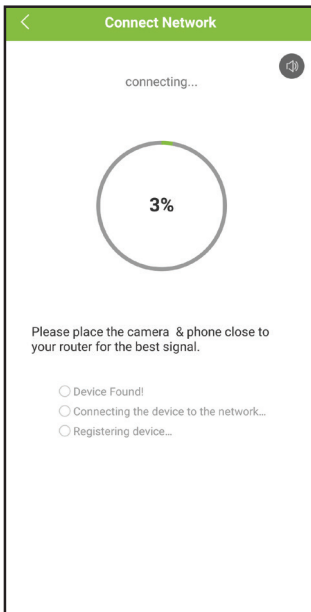 Connect Network
connecting...
3%
Please place the camera & phone close to
your router for the best signal.
Device Found!
Connecting the device to the network...
Registering device...